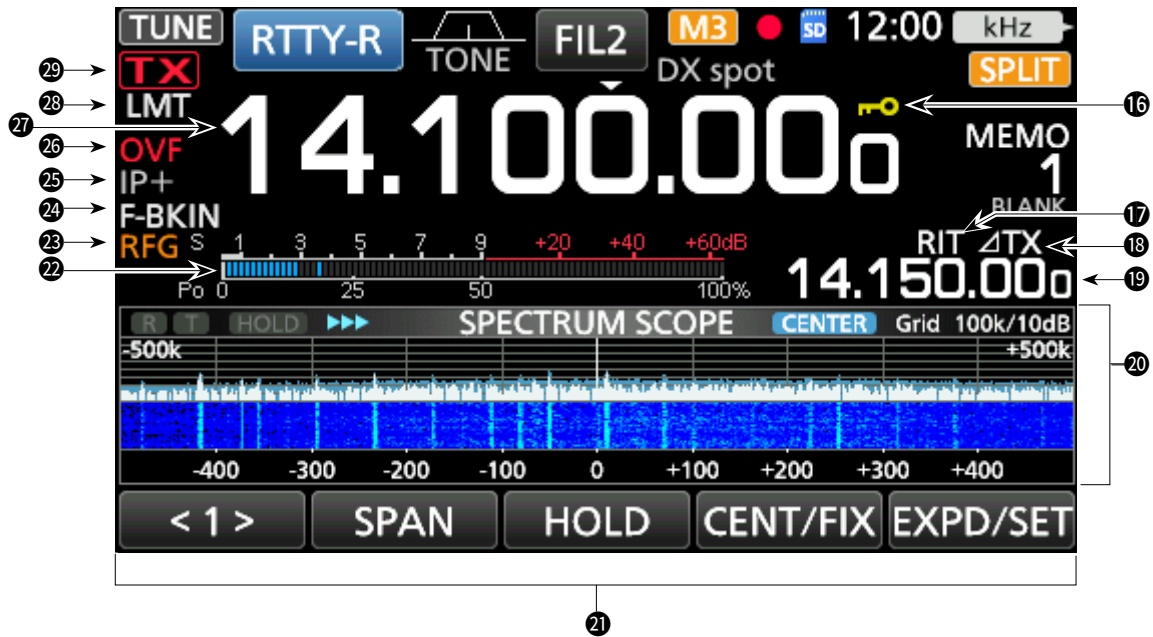 TUNE RTTY-R TONE FIL2 M3 SD 12:00 kHz
29 TX DX spot SPLIT
28 LMT
27 14.100.000 16
26 OVF MEMO
25 IP+ 1
24 F-BKIN BLANK 17
23 RFG S 1 3 5 7 9 +20 +40 +60dB RIT ⊿TX 18
22 14.150.000 19
Po 0 25 50 100%
R T HOLD SPECTRUM SCOPE CENTER Grid 100k/10dB
-500k +500k
20
-400 -300 -200 -100 0 +100 +200 +300 +400
< 1 > SPAN HOLD CENT/FIX EXPD/SET
21